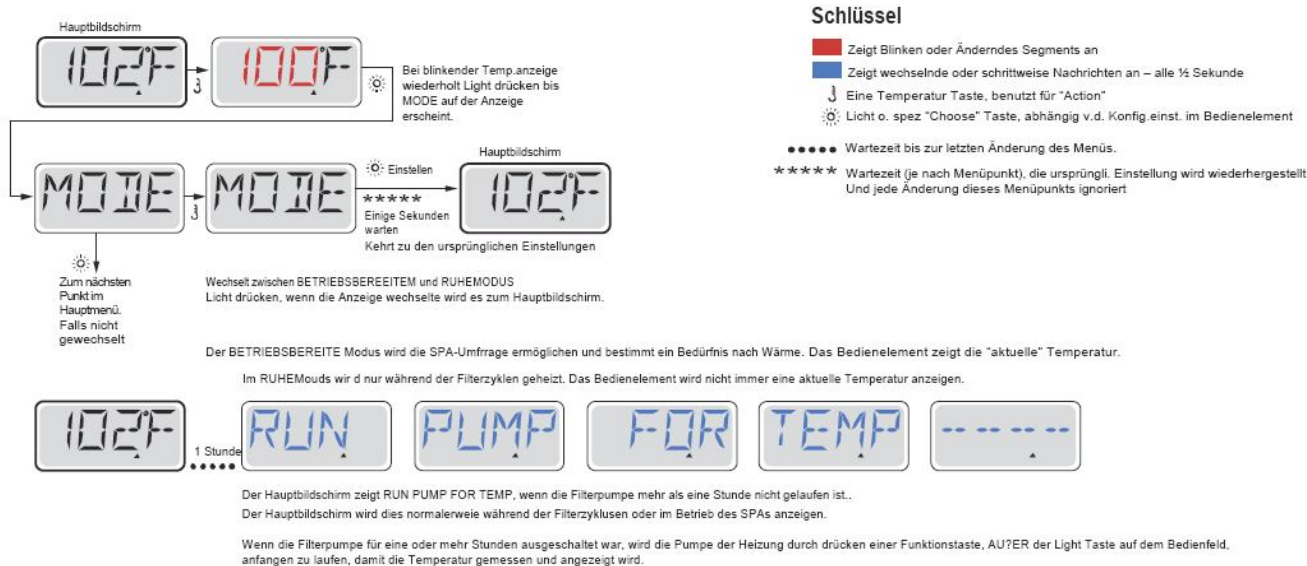 Hauptbildschirm
102°F
100°F
Bei blinkender Temp.anzeige
wiederholt Light drücken bis
MODE auf der Anzeige
erscheint.
Schlüssel
Zeigt Blinken oder Änderndes Segments an
Zeigt wechselnde oder schrittweise Nachrichten an – alle ½ Sekunde
Eine Temperatur Taste, benutzt für "Action"
Licht o. spez "Choose" Taste, abhängig v.d. Konfig.einst. im Bedienelement
••••• Wartezeit bis zur letzten Änderung des Menüs.
***** Wartezeit (je nach Menüpunkt), die ursprüngli. Einstellung wird wiederhergestellt
Und jede Änderung dieses Menüpunkts ignoriert
MODE
MODE
Einstellen
*****
Einige Sekunden
warten
Kehrt zu den ursprünglichen Einstellungen
Hauptbildschirm
102°F
Zum nächsten
Punkt im
Hauptmenü.
Falls nicht
gewechselt
Wechselt zwischen BETRIEBSBEREEITEM und RUHEMODUS
Licht drücken, wenn die Anzeige wechselte wird es zum Hauptbildschirm.
Der BETRIEBSBEREITE Modus wird die SPA-Umfrrage ermöglichen und bestimmt ein Bedürfnis nach Wärme. Das Bedienelement zeigt die "aktuelle" Temperatur.
Im RUHEMouds wir d nur während der Filterzyklen geheizt. Das Bedienelement wird nicht immer eine aktuelle Temperatur anzeigen.
102°F
1 Stunde
•••••
RUN
PUMP
FOR
TEMP
-- -- -- --
Der Hauptbildschirm zeigt RUN PUMP FOR TEMP, wenn die Filterpumpe mehr als eine Stunde nicht gelaufen ist..
Der Hauptbildschirm wird dies normalerweie während der Filterzyklusen oder im Betrieb des SPAs anzeigen.
Wenn die Filterpumpe für eine oder mehr Stunden ausgeschaltet war, wird die Pumpe der Heizung durch drücken einer Funktionstaste, AU?ER der Light Taste auf dem Bedienfeld,
anfangen zu laufen, damit die Temperatur gemessen und angezeigt wird.